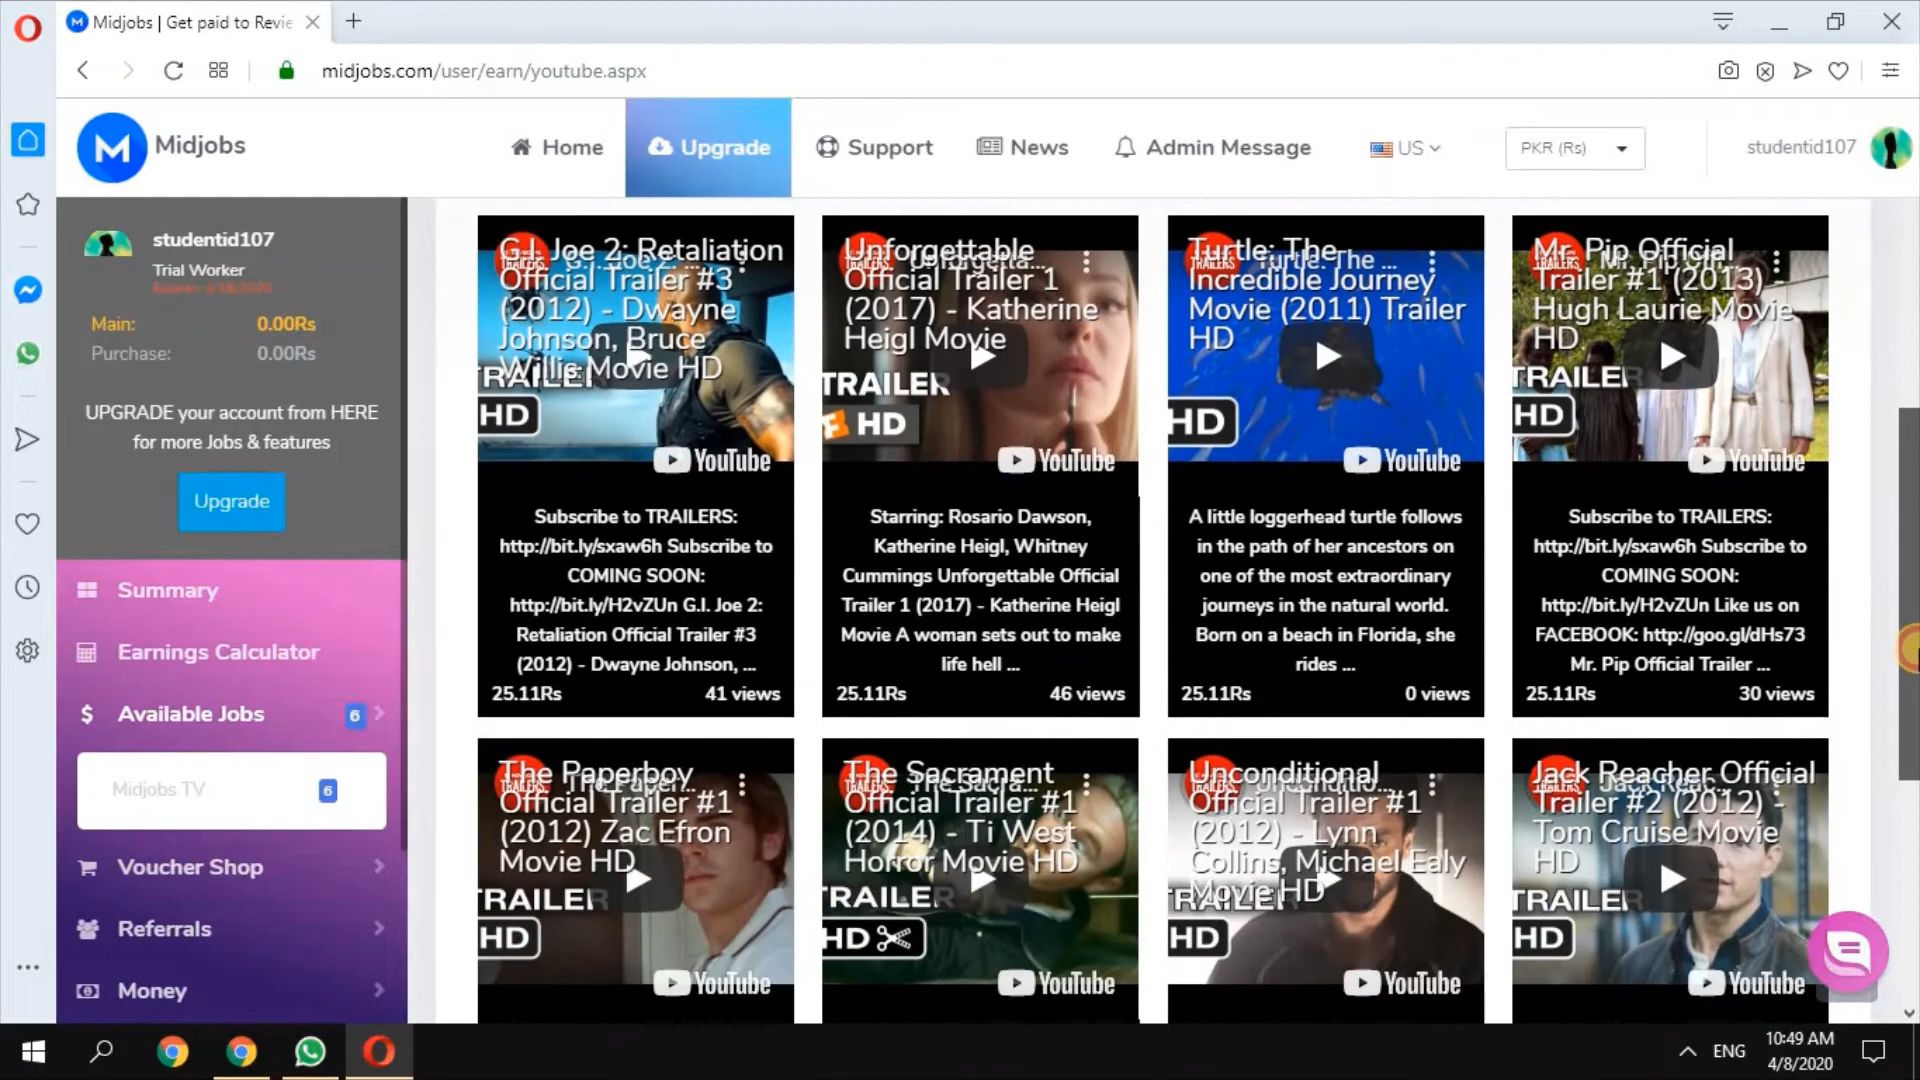 Midjobs | Get paid to Revie
midjobs.com/user/earn/youtube.aspx
Midjobs
Home
Upgrade
Support
News
Admin Message
US
PKR (Rs)
studentid107
studentid107
Trial Worker
Main: 0.00Rs
Purchase: 0.00Rs
UPGRADE your account from HERE
for more Jobs & features
Upgrade
Summary
Earnings Calculator
Available Jobs 6
Midjobs TV 6
Voucher Shop
Referrals
Money
G.I. Joe 2: Retaliation
Official Trailer #3
(2012) - Dwayne
Johnson, Bruce
Willis Movie HD
TRAILER
HD
YouTube
Subscribe to TRAILERS:
http://bit.ly/sxaw6h Subscribe to
COMING SOON:
http://bit.ly/H2vZUn G.I. Joe 2:
Retaliation Official Trailer #3
(2012) - Dwayne Johnson, ...
25.11Rs 41 views
Unforgettable
Official Trailer 1
(2017) - Katherine
Heigl Movie
TRAILER
HD
YouTube
Starring: Rosario Dawson,
Katherine Heigl, Whitney
Cummings Unforgettable Official
Trailer 1 (2017) - Katherine Heigl
Movie A woman sets out to make
life hell ...
25.11Rs 46 views
Turtle: The
Incredible Journey
Movie (2011) Trailer
HD
HD
YouTube
A little loggerhead turtle follows
in the path of her ancestors on
one of the most extraordinary
journeys in the natural world.
Born on a beach in Florida, she
rides ...
25.11Rs 0 views
Mr. Pip Official
Trailer #1 (2013) -
Hugh Laurie Movie
HD
TRAILER
HD
YouTube
Subscribe to TRAILERS:
http://bit.ly/sxaw6h Subscribe to
COMING SOON:
http://bit.ly/H2vZUn Like us on
FACEBOOK: http://goo.gl/dHs73
Mr. Pip Official Trailer ...
25.11Rs 30 views
The Paperboy
Official Trailer #1
(2012) Zac Efron
Movie HD
TRAILER
HD
YouTube
The Sacrament
Official Trailer #1
(2014) - Ti West
Horror Movie HD
TRAILER
HD
YouTube
Unconditional
Official Trailer #1
(2012) - Lynn
Collins, Michael Ealy
Movie HD
TRAILER
HD
YouTube
Jack Reacher Official
Trailer #2 (2012) -
Tom Cruise Movie
HD
TRAILER
HD
YouTube
ENG
10:49 AM
4/8/2020